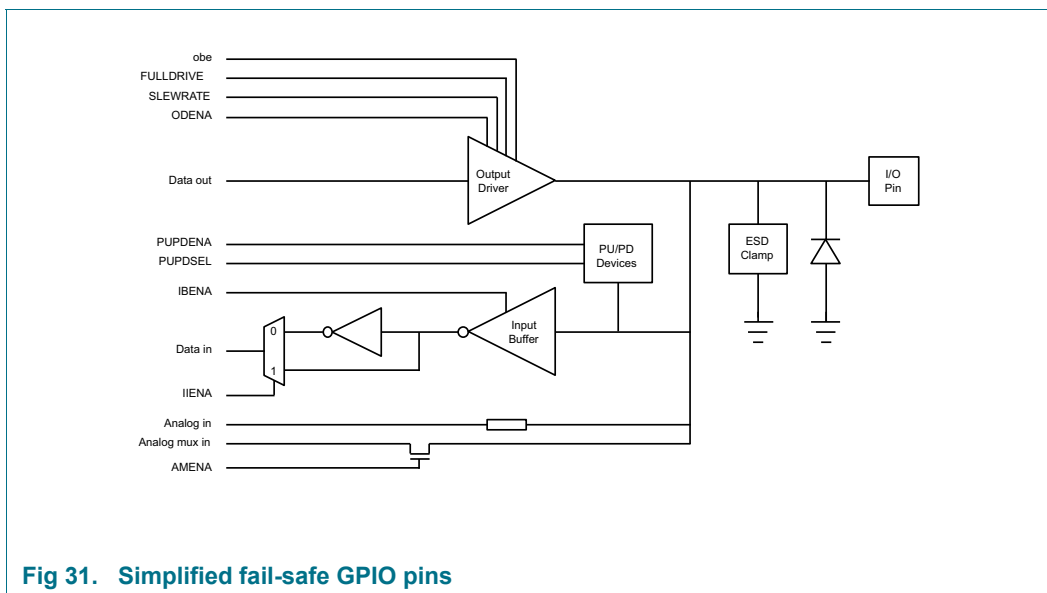 obe
FULLDRIVE
SLEWRATE
ODENA
Data out
Output
Driver
I/O
Pin
PUPDENA
PUPDSEL
PU/PD
Devices
ESD
Clamp
IBENA
Input
Buffer
0
Data in
1
IIENA
Analog in
Analog mux in
AMENA
Fig 31. Simplified fail-safe GPIO pins